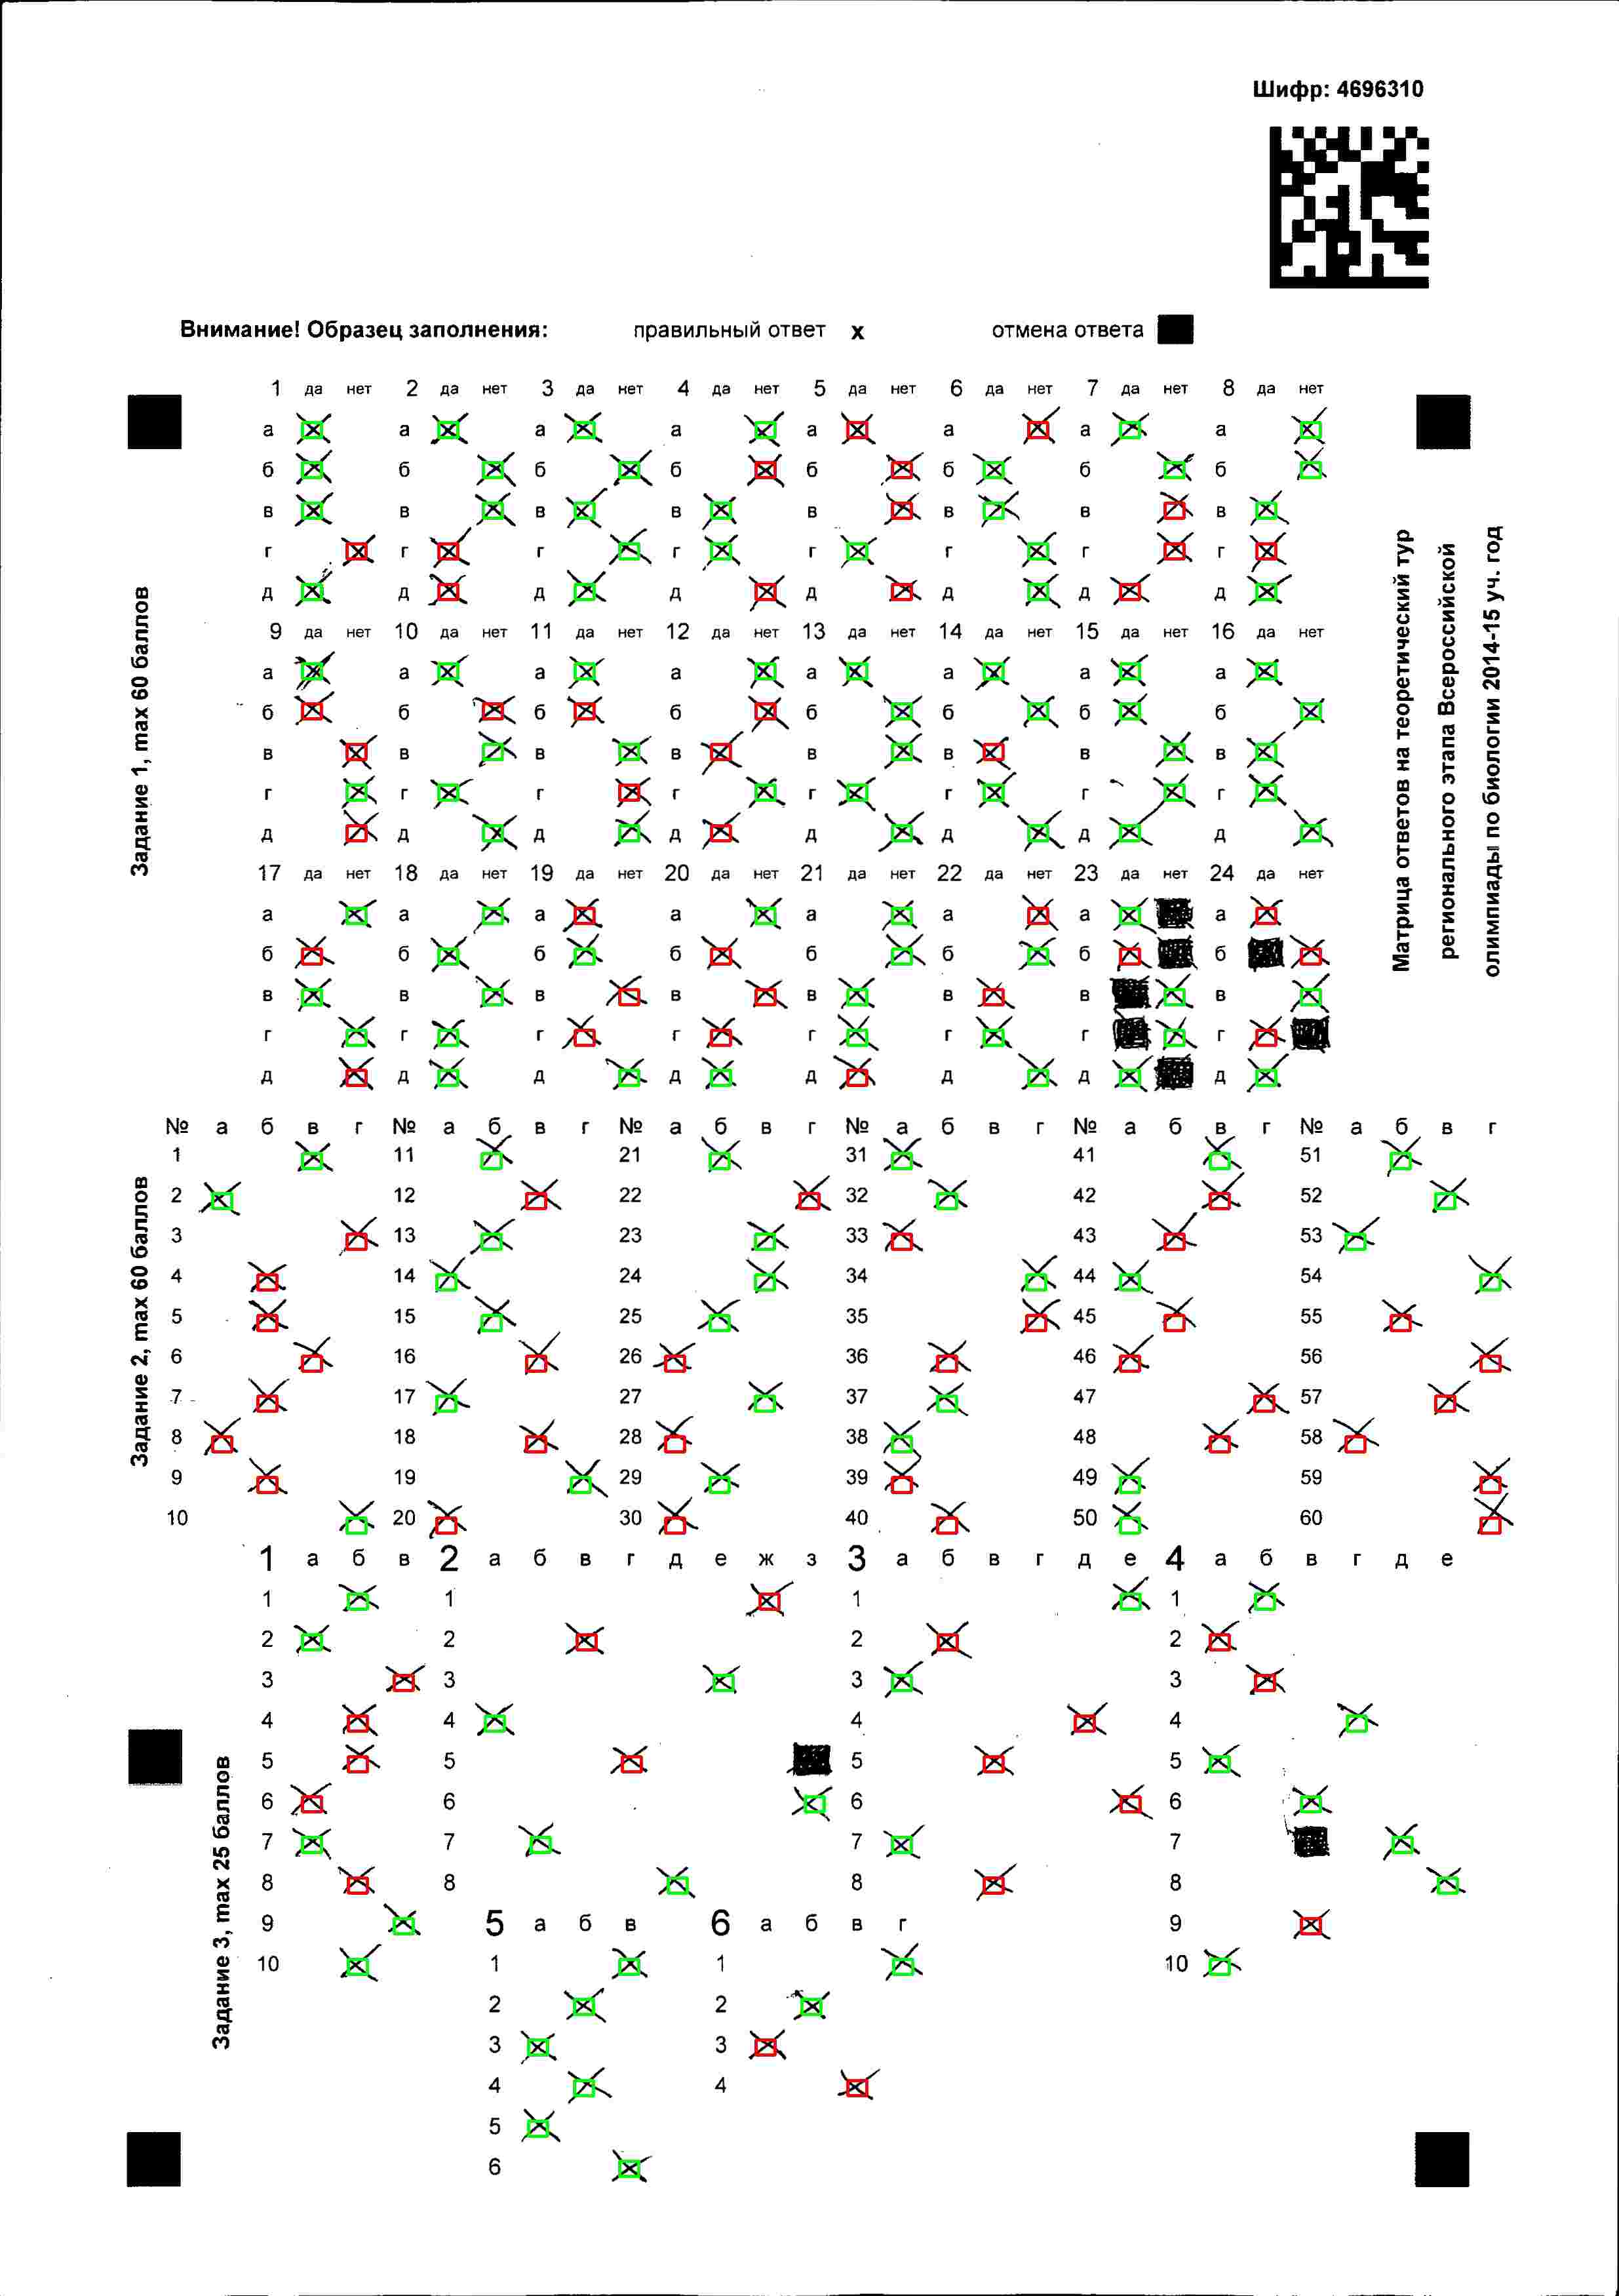 Шифр: 4696310
Внимание! Образец заполнения: правильный ответ x отмена ответа
1 да нет 2 да нет 3 да нет 4 да нет 5 да нет 6 да нет 7 да нет 8 да нет
а а а а а а а а
б б б б б б б б
в в в в в в в в
г г г г г г г г
д д д д д д д д
9 да нет 10 да нет 11 да нет 12 да нет 13 да нет 14 да нет 15 да нет 16 да нет
а а а а а а а а
б б б б б б б б
в в в в в в в в
г г г г г г г г
д д д д д д д д
17 да нет 18 да нет 19 да нет 20 да нет 21 да нет 22 да нет 23 да нет 24 да нет
а а а а а а а а
б б б б б б б б
в в в в в в в в
г г г г г г г г
д д д д д д д д
Задание 1, max 60 баллов
Матрица ответов на теоретический тур
регионального этапа Всероссийской
олимпиады по биологии 2014-15 уч. год
№ а б в г № а б в г № а б в г № а б в г № а б в г № а б в г
1 11 21 31 41 51
2 12 22 32 42 52
3 13 23 33 43 53
4 14 24 34 44 54
5 15 25 35 45 55
6 16 26 36 46 56
7 17 27 37 47 57
8 18 28 38 48 58
9 19 29 39 49 59
10 20 30 40 50 60
Задание 2, max 60 баллов
1 а б в 2 а б в г д е ж з 3 а б в г д е 4 а б в г д е
1 1 1 1
2 2 2 2
3 3 3 3
4 4 4 4
5 5 5 5
6 6 6 6
7 7 7 7
8 8 8 8
9 5 а б в 6 а б в г 9
10 1 1 10
2 2
3 3
4 4
5
6
Задание 3, max 25 баллов